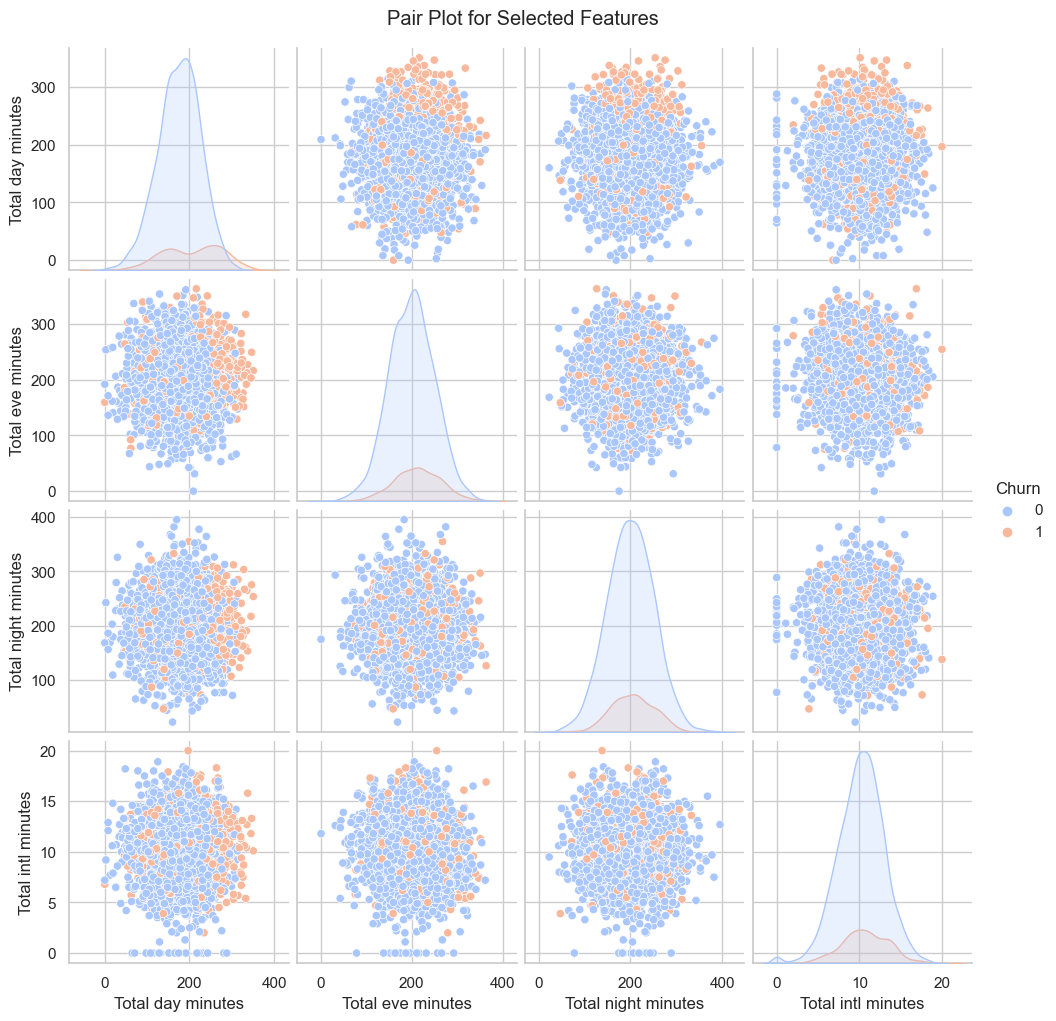 Pair Plot for Selected Features
Total day minutes
300
200
100
0
Total eve minutes
300
200
100
0
Churn
0
1
Total night minutes
400
300
200
100
Total intl minutes
20
15
10
5
0
0 200 400
0 200 400
0 200 400
0 10 20
Total day minutes
Total eve minutes
Total night minutes
Total intl minutes